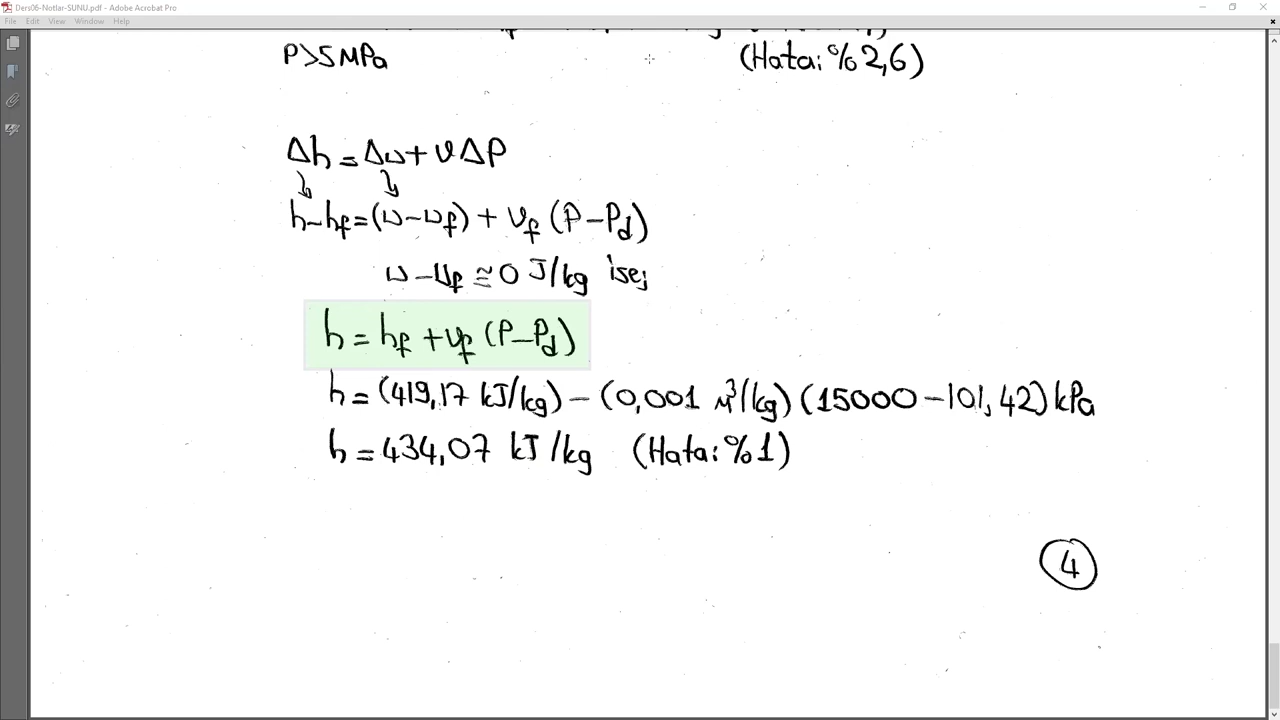 Ders06-Notlar-SUNU.pdf - Adobe Acrobat Pro
File Edit View Window Help
P>5MPa (Hata:%2,6)
Δh=Δu+vΔP
h-hf=(u-uf)+vf(P-Pd)
u-uf≅0 J/kg ise;
h=hf+vf(P-Pd)
h=(419,17 kJ/kg)-(0,001 m³/kg)(15000-101,42)kPa
h=434,07 kJ/kg (Hata:%1)
4